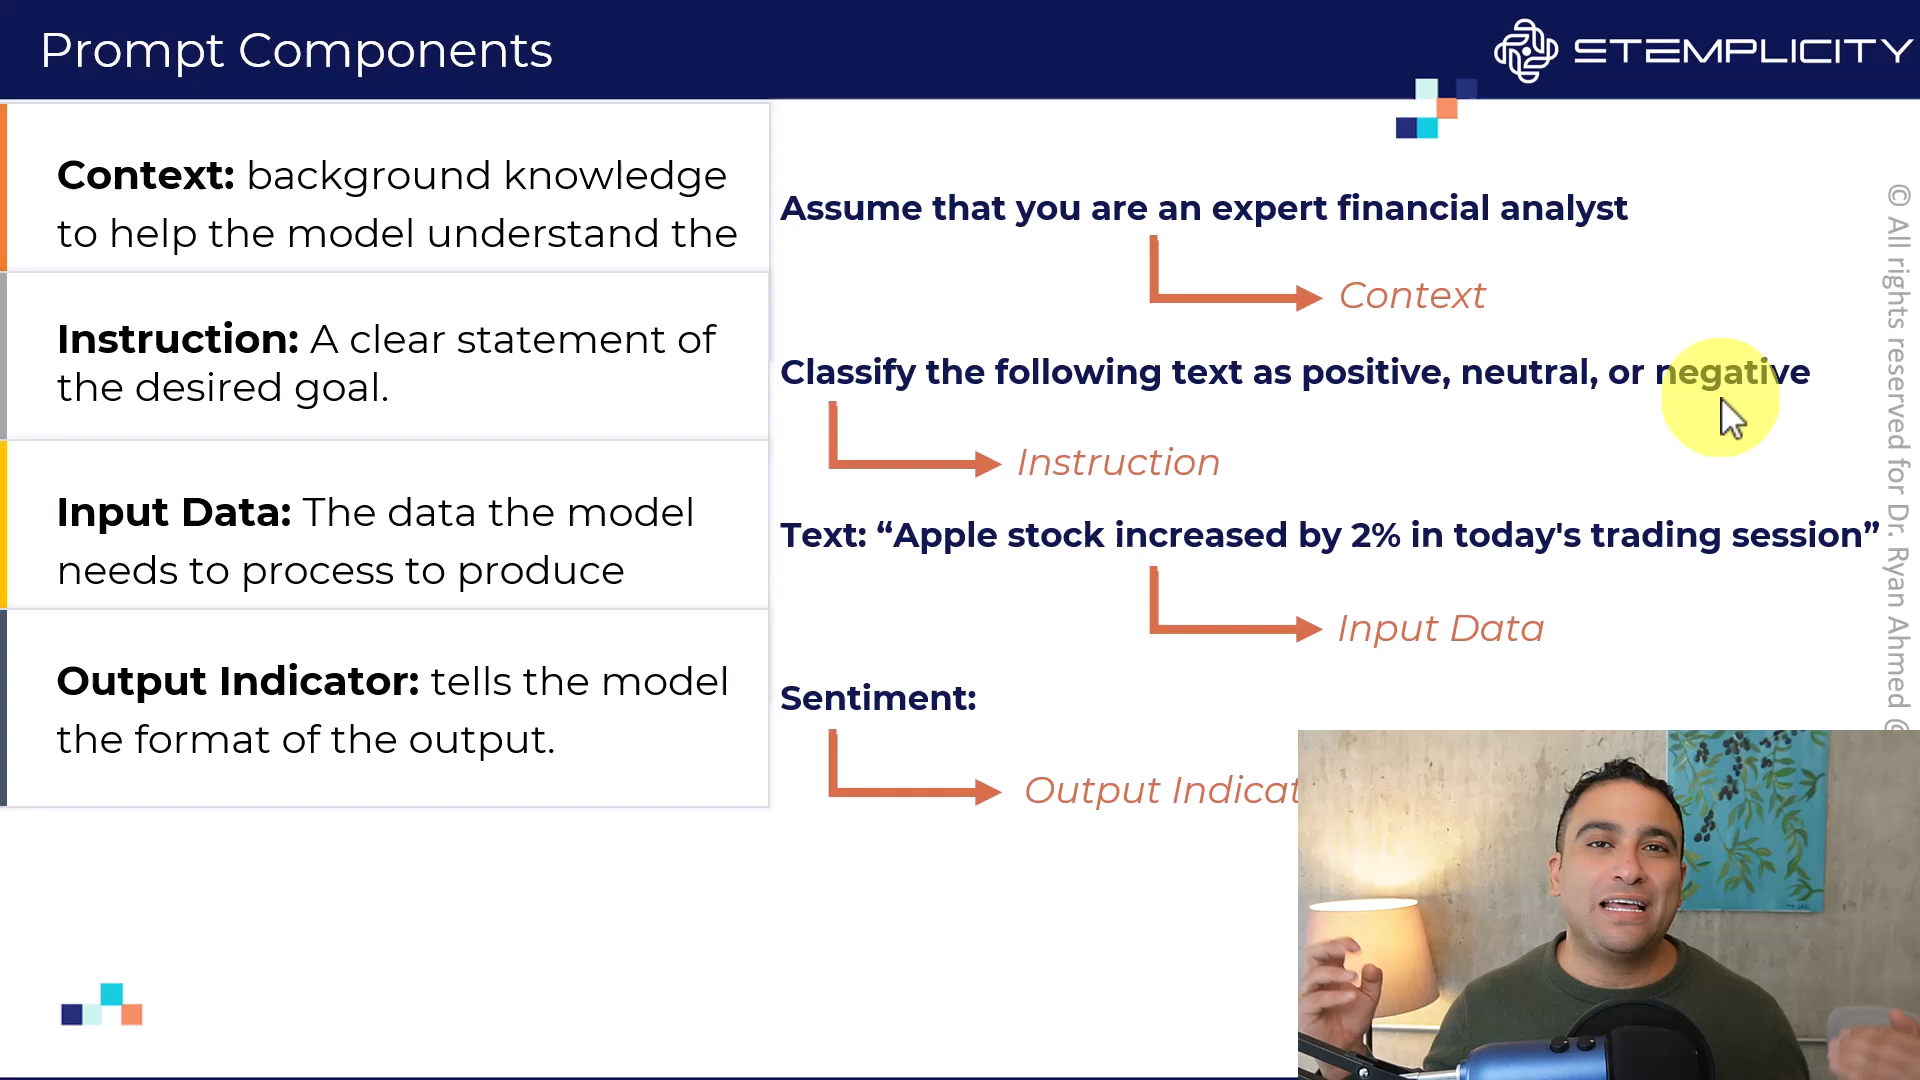 Prompt Components
STEMPLICITY
Context: background knowledge
to help the model understand the
Instruction: A clear statement of
the desired goal.
Input Data: The data the model
needs to process to produce
Output Indicator: tells the model
the format of the output.
Assume that you are an expert financial analyst
Context
Classify the following text as positive, neutral, or negative
Instruction
Text: “Apple stock increased by 2% in today's trading session”
Input Data
Sentiment:
Output Indicat
© All rights reserved for Dr. Ryan Ahmed @